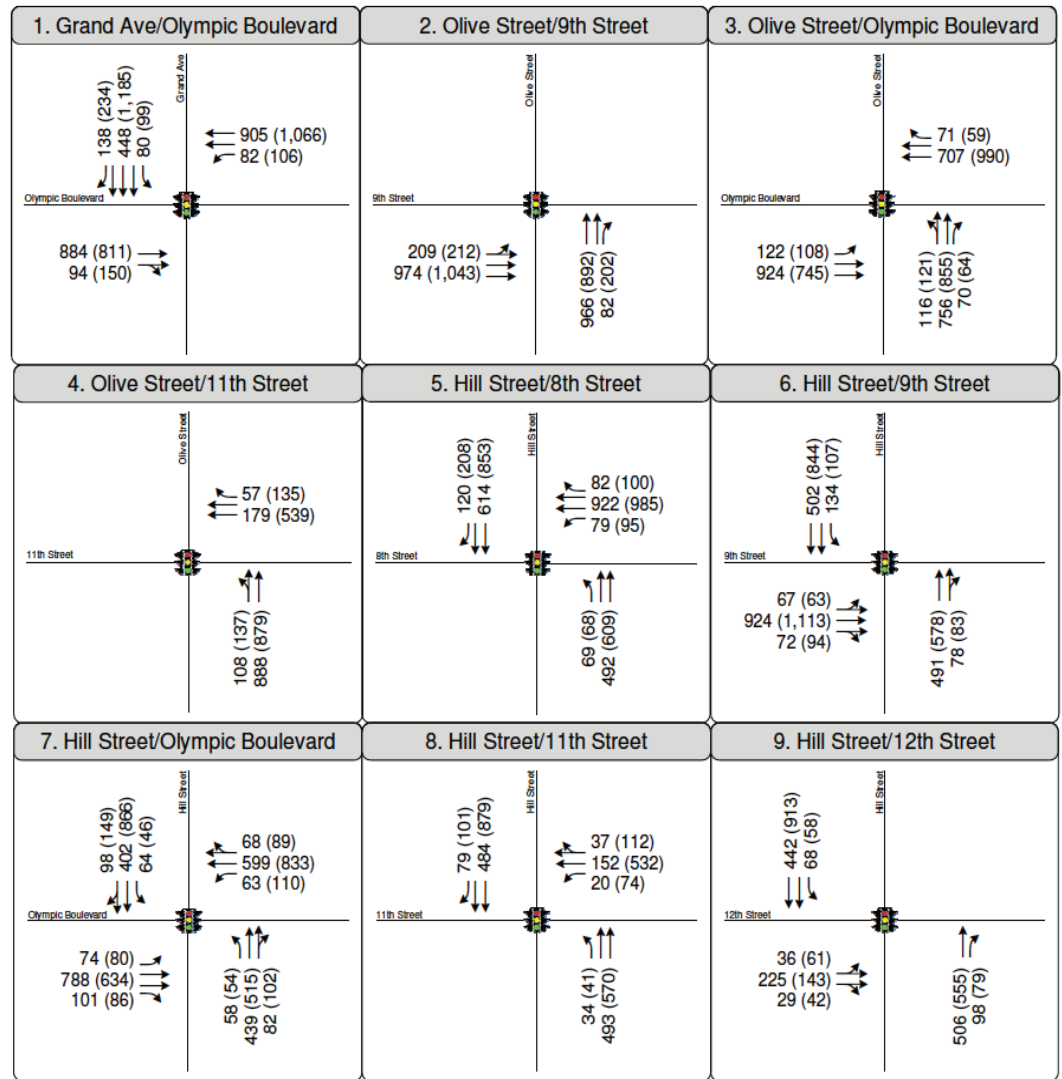 1. Grand Ave/Olympic Boulevard
Grand Ave
138 (234)
448 (1,185)
80 (99)
905 (1,066)
82 (106)
Olympic Boulevard
884 (811)
94 (150)
2. Olive Street/9th Street
Olive Street
9th Street
209 (212)
974 (1,043)
966 (892)
82 (202)
3. Olive Street/Olympic Boulevard
Olive Street
71 (59)
707 (990)
Olympic Boulevard
122 (108)
924 (745)
116 (121)
756 (855)
70 (64)
4. Olive Street/11th Street
Olive Street
57 (135)
179 (539)
11th Street
108 (137)
888 (879)
5. Hill Street/8th Street
Hill Street
120 (208)
614 (853)
82 (100)
922 (985)
79 (95)
8th Street
69 (68)
492 (609)
6. Hill Street/9th Street
Hill Street
502 (844)
134 (107)
9th Street
67 (63)
924 (1,113)
72 (94)
491 (578)
78 (83)
7. Hill Street/Olympic Boulevard
Hill Street
98 (149)
402 (866)
64 (46)
68 (89)
599 (833)
63 (110)
Olympic Boulevard
74 (80)
788 (634)
101 (86)
58 (54)
439 (515)
82 (102)
8. Hill Street/11th Street
Hill Street
79 (101)
484 (879)
37 (112)
152 (532)
20 (74)
11th Street
34 (41)
493 (570)
9. Hill Street/12th Street
Hill Street
442 (913)
68 (58)
12th Street
36 (61)
225 (143)
29 (42)
506 (555)
98 (79)